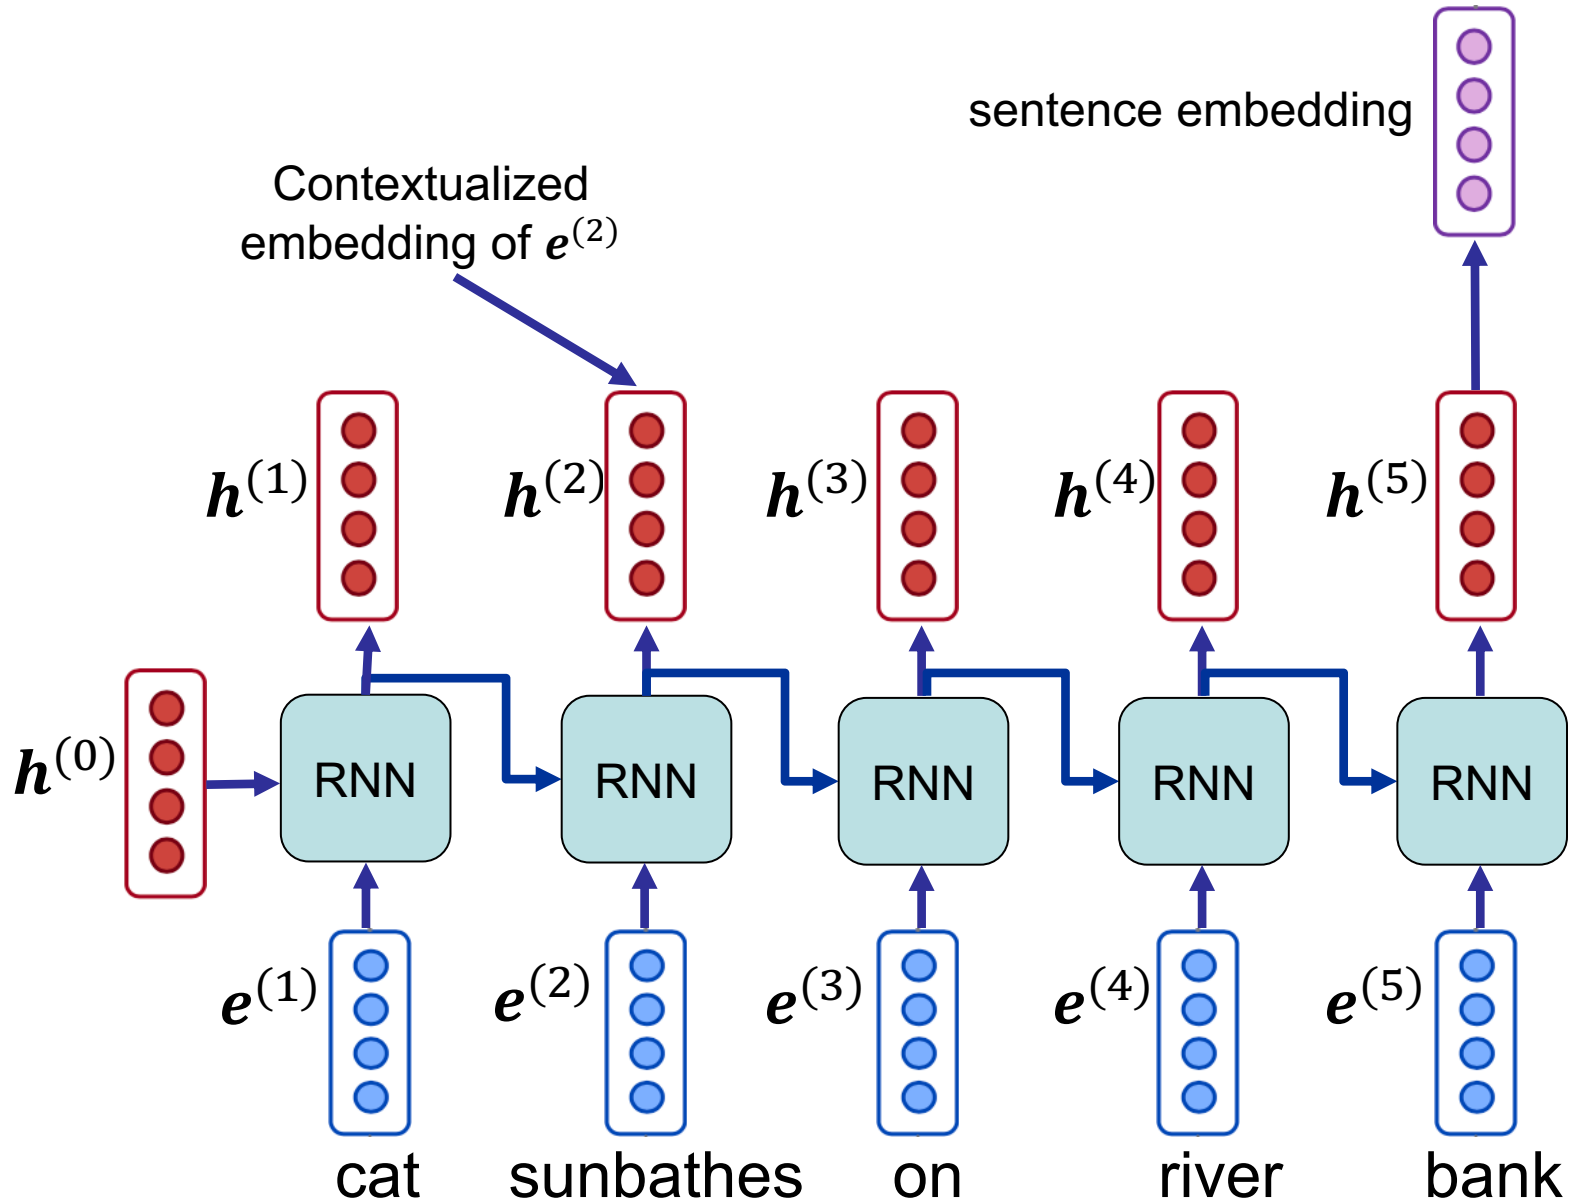 sentence embedding
Contextualized
embedding of e^(2)
h^(1) h^(2) h^(3) h^(4) h^(5)
h^(0) RNN RNN RNN RNN RNN
e^(1) e^(2) e^(3) e^(4) e^(5)
cat sunbathes on river bank